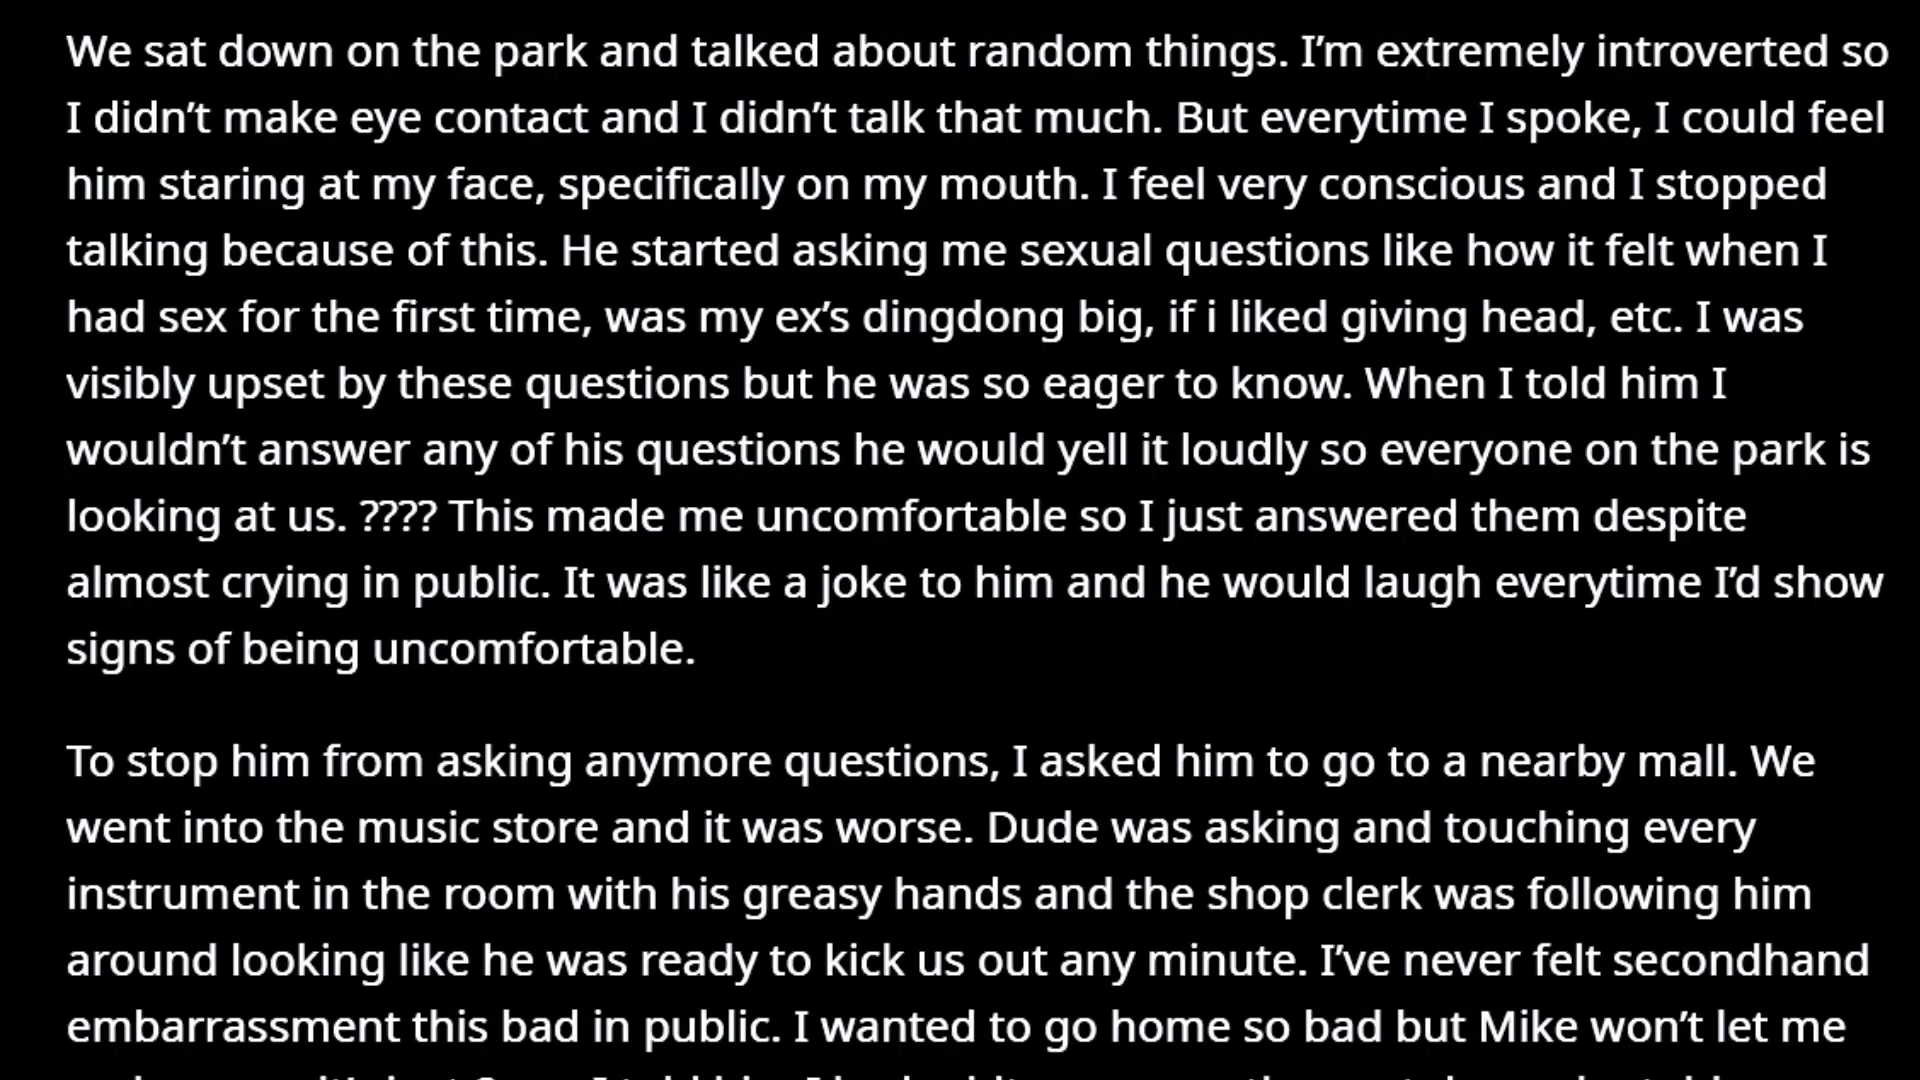 We sat down on the park and talked about random things. I’m extremely introverted so
I didn’t make eye contact and I didn’t talk that much. But everytime I spoke, I could feel
him staring at my face, specifically on my mouth. I feel very conscious and I stopped
talking because of this. He started asking me sexual questions like how it felt when I
had sex for the first time, was my ex’s dingdong big, if i liked giving head, etc. I was
visibly upset by these questions but he was so eager to know. When I told him I
wouldn’t answer any of his questions he would yell it loudly so everyone on the park is
looking at us. ???? This made me uncomfortable so I just answered them despite
almost crying in public. It was like a joke to him and he would laugh everytime I’d show
signs of being uncomfortable.
To stop him from asking anymore questions, I asked him to go to a nearby mall. We
went into the music store and it was worse. Dude was asking and touching every
instrument in the room with his greasy hands and the shop clerk was following him
around looking like he was ready to kick us out any minute. I’ve never felt secondhand
embarrassment this bad in public. I wanted to go home so bad but Mike won’t let me